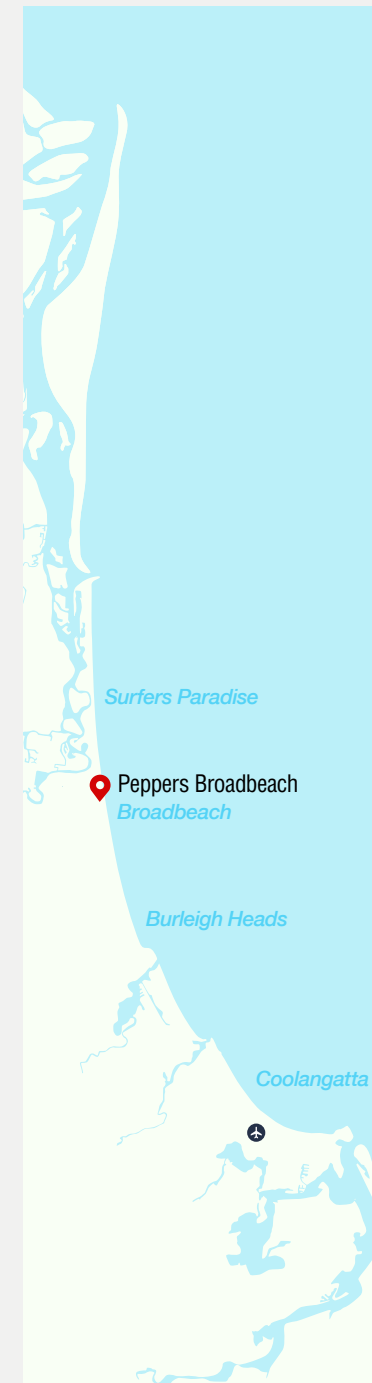 Surfers Paradise
Peppers Broadbeach
Broadbeach
Burleigh Heads
Coolangatta